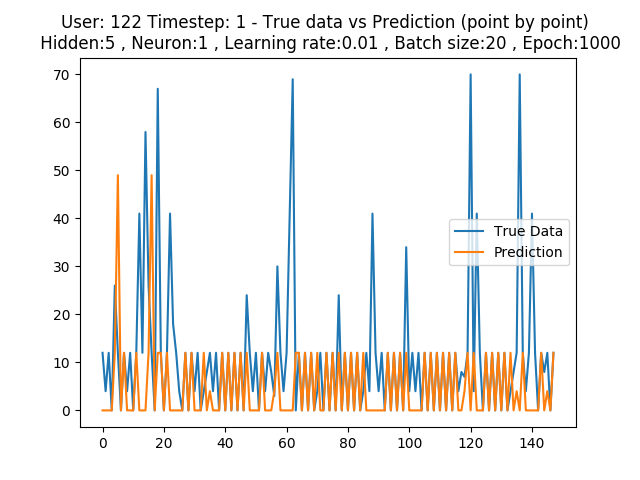 User: 122 Timestep: 1 - True data vs Prediction (point by point)
Hidden:5 , Neuron:1 , Learning rate:0.01 , Batch size:20 , Epoch:1000
70
60
50
40
30
20
10
0
True Data
Prediction
0 20 40 60 80 100 120 140